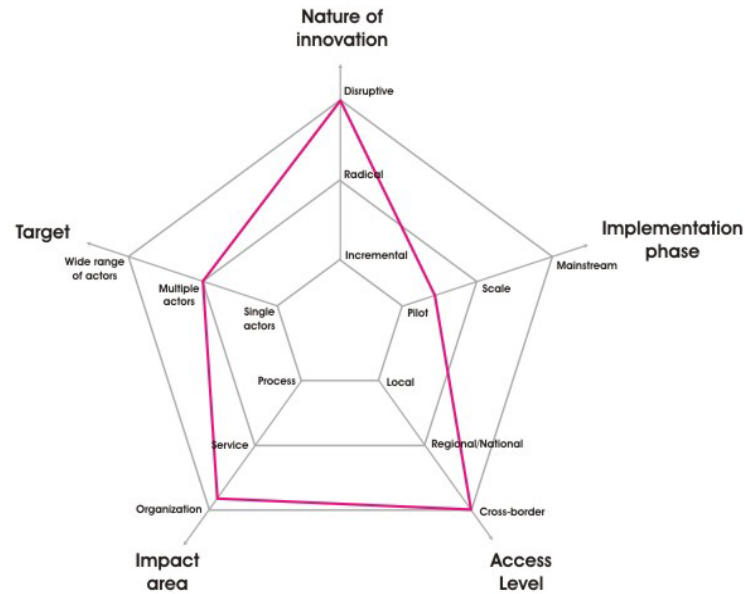 Nature of
innovation
Disruptive
Radical
Incremental
Target
Wide range
of actors
Multiple
actors
Single
actors
Implementation
phase
Mainstream
Scale
Pilot
Process
Local
Service
Regional/National
Organization
Cross-border
Impact
area
Access
Level